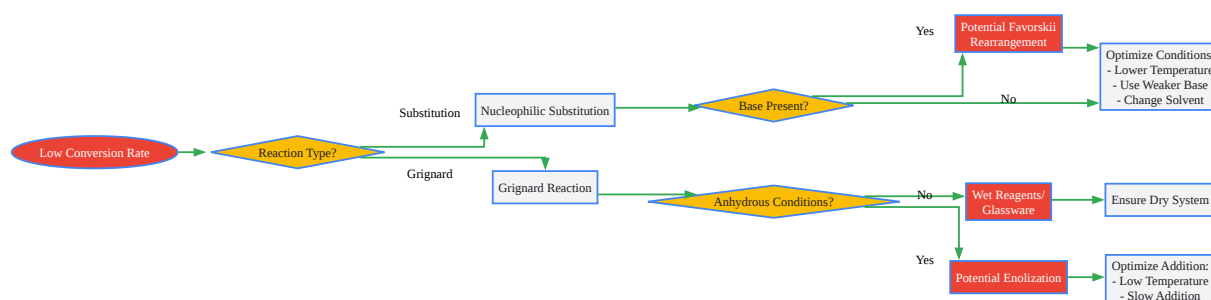 Low Conversion Rate
Reaction Type?
Substitution
Grignard
Nucleophilic Substitution
Grignard Reaction
Base Present?
Anhydrous Conditions?
Yes
No
No
Yes
Potential Favorskii
Rearrangement
Wet Reagents/
Glassware
Potential Enolization
Optimize Conditions
- Lower Temperature
- Use Weaker Base
- Change Solvent
Ensure Dry System
Optimize Addition:
- Low Temperature
- Slow Addition